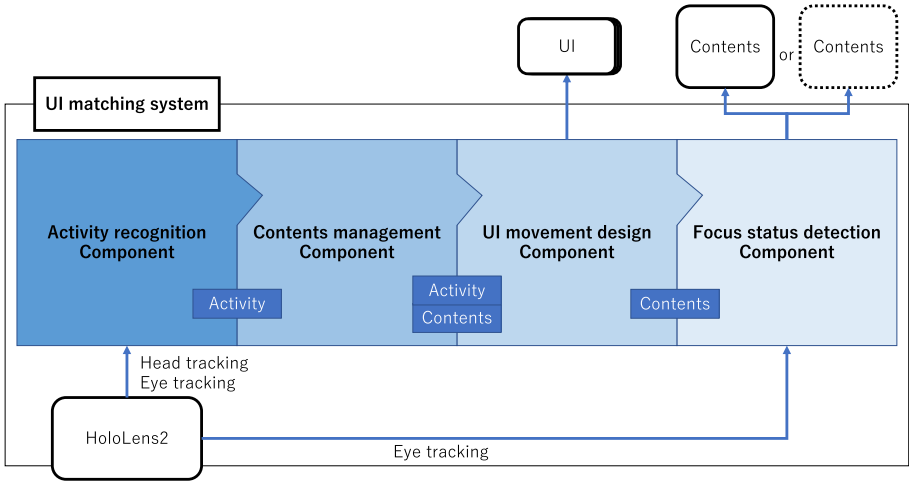 UI
Contents
or
Contents
UI matching system
Activity recognition
Component
Contents management
Component
UI movement design
Component
Focus status detection
Component
Activity
Activity
Contents
Contents
Head tracking
Eye tracking
HoloLens2
Eye tracking